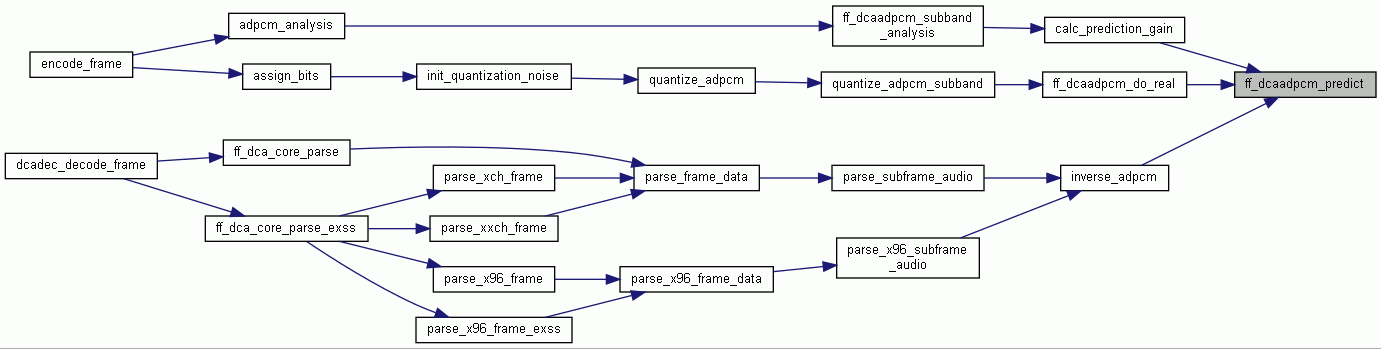 adpcm_analysis
ff_dcaadpcm_subband
_analysis
calc_prediction_gain
encode_frame
assign_bits
init_quantization_noise
quantize_adpcm
quantize_adpcm_subband
ff_dcaadpcm_do_real
ff_dcaadpcm_predict
dcadec_decode_frame
ff_dca_core_parse
parse_xch_frame
parse_frame_data
parse_subframe_audio
inverse_adpcm
ff_dca_core_parse_exss
parse_xxch_frame
parse_x96_subframe
_audio
parse_x96_frame
parse_x96_frame_data
parse_x96_frame_exss